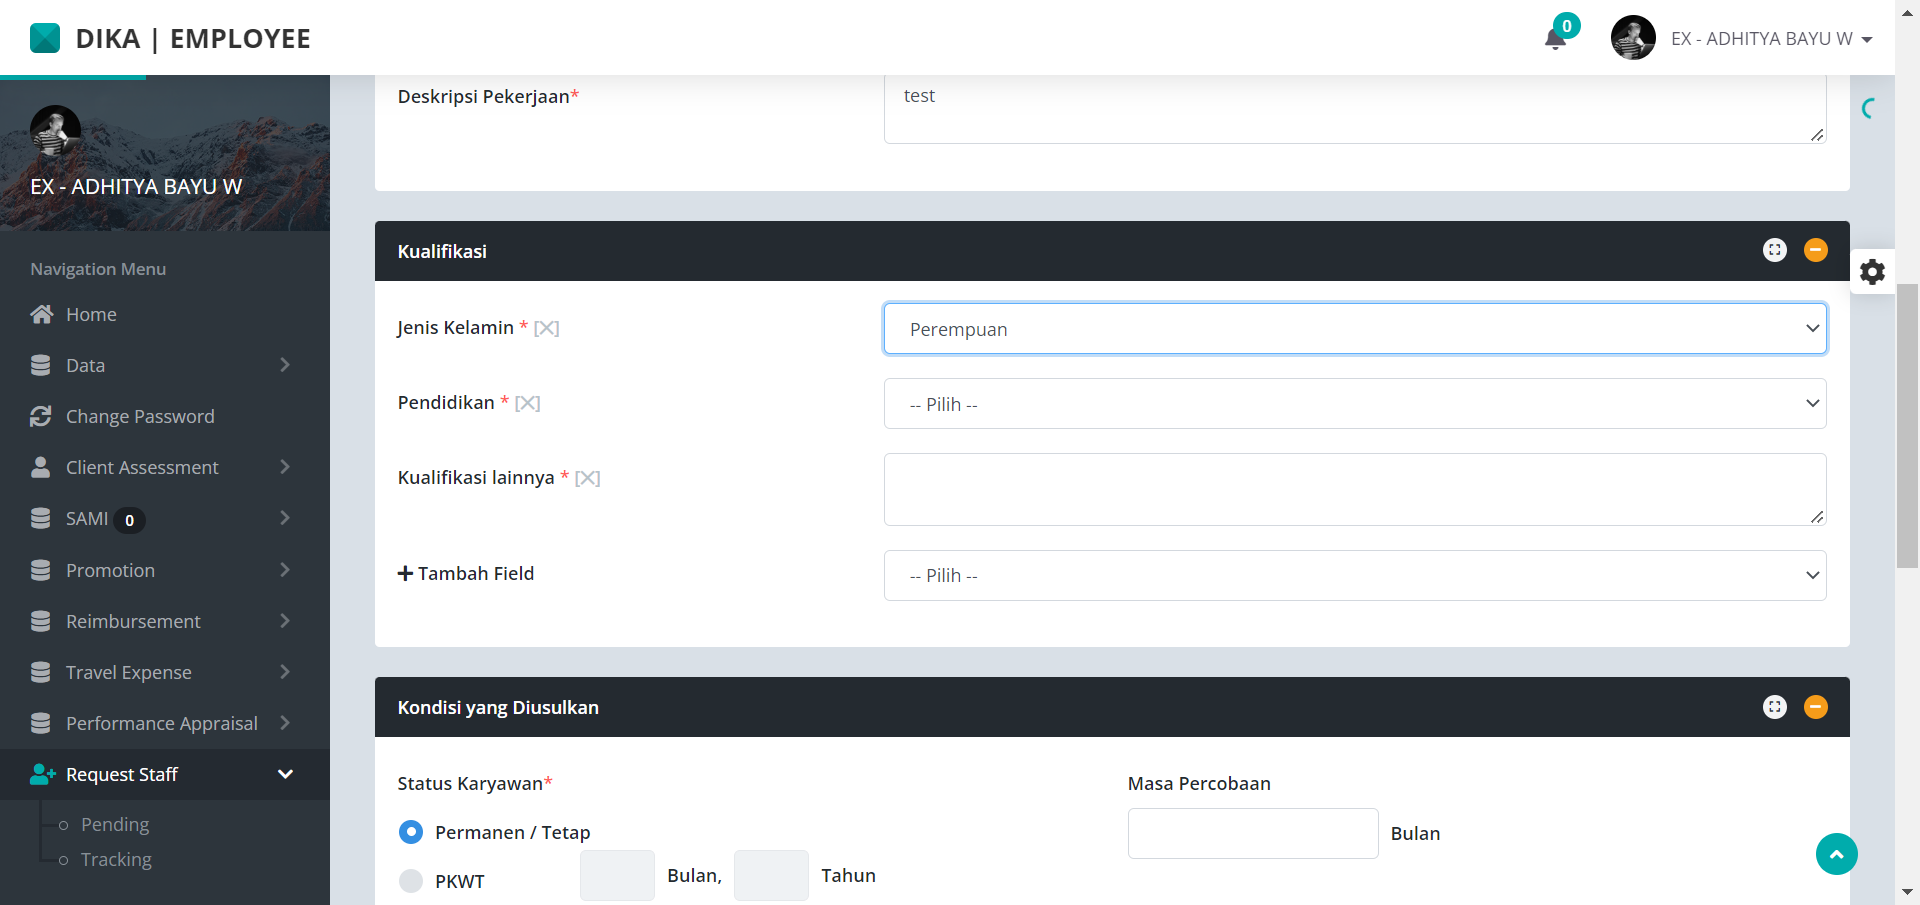 DIKA | EMPLOYEE
0
EX - ADHITYA BAYU W
EX - ADHITYA BAYU W
Navigation Menu
Home
Data
Change Password
Client Assessment
SAMI 0
Promotion
Reimbursement
Travel Expense
Performance Appraisal
Request Staff
Pending
Tracking
Deskripsi Pekerjaan*
test
Kualifikasi
Jenis Kelamin * [X]
Perempuan
Pendidikan * [X]
-- Pilih --
Kualifikasi lainnya * [X]
+ Tambah Field
-- Pilih --
Kondisi yang Diusulkan
Status Karyawan*
Masa Percobaan
Permanen / Tetap
Bulan
PKWT
Bulan,
Tahun